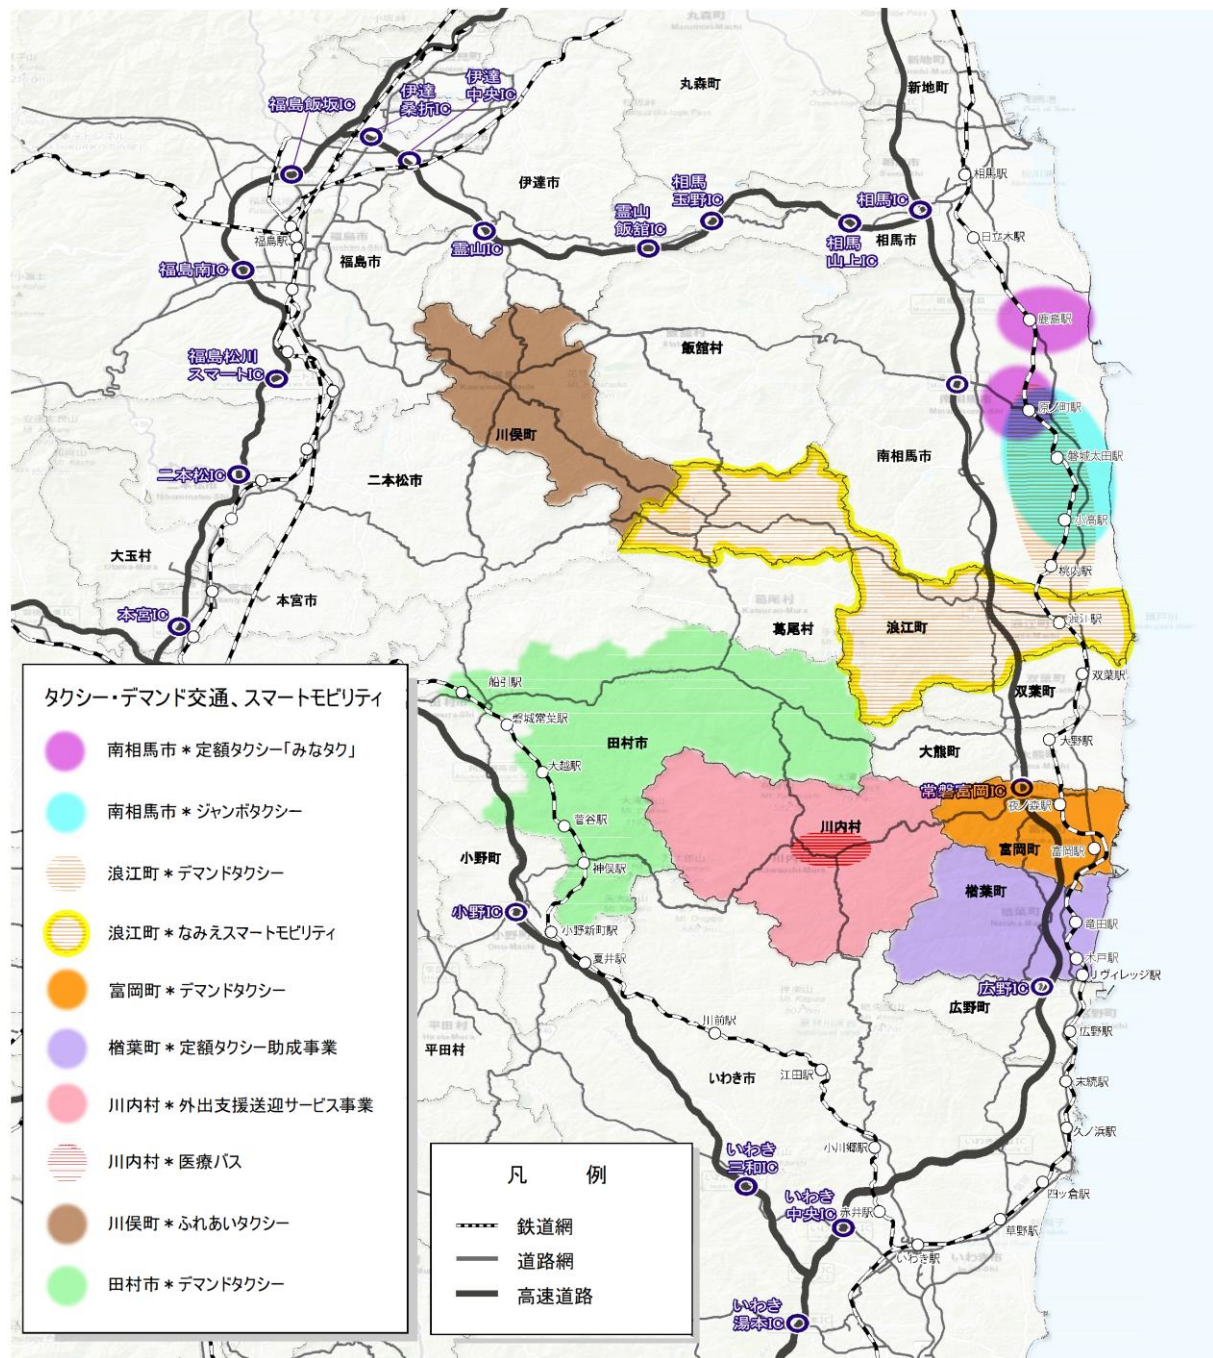 丸森町
新地町
伊達
中央IC
伊達
桑折IC
福島飯坂IC
相馬駅
伊達市
相馬
玉野IC
相馬IC
霊山
飯舘IC
霊山IC
相馬
山上IC
相馬市
日立木駅
福島駅
福島市
福島南IC
鹿島駅
飯舘村
福島松川
スマートIC
原ノ町駅
川俣町
南相馬市
磐城太田駅
二本松IC
二本松市
小高駅
大玉村
桃内駅
本宮市
本宮IC
葛尾村
浪江町
浪江駅
双葉駅
双葉町
船引駅
磐城常葉駅
田村市
大熊町
大野駅
大越駅
常磐富岡IC
夜ノ森駅
菅谷駅
川内村
富岡町
富岡駅
小野町
神俣駅
楢葉町
小野IC
竜田駅
小野新町駅
木戸駅
夏井駅
リヴィレッジ駅
広野IC
広野町
川前駅
広野駅
平田村
江田駅
いわき市
末続駅
久ノ浜駅
小川郷駅
いわき
三和IC
四ッ倉駅
いわき
中央IC
赤井駅
草野駅
いわき駅
いわき
湯本IC
タクシー・デマンド交通、スマートモビリティ
南相馬市＊定額タクシー「みなタク」
南相馬市＊ジャンボタクシー
浪江町＊デマンドタクシー
浪江町＊なみえスマートモビリティ
富岡町＊デマンドタクシー
楢葉町＊定額タクシー助成事業
川内村＊外出支援送迎サービス事業
川内村＊医療バス
川俣町＊ふれあいタクシー
田村市＊デマンドタクシー
凡　例
鉄道網
道路網
高速道路